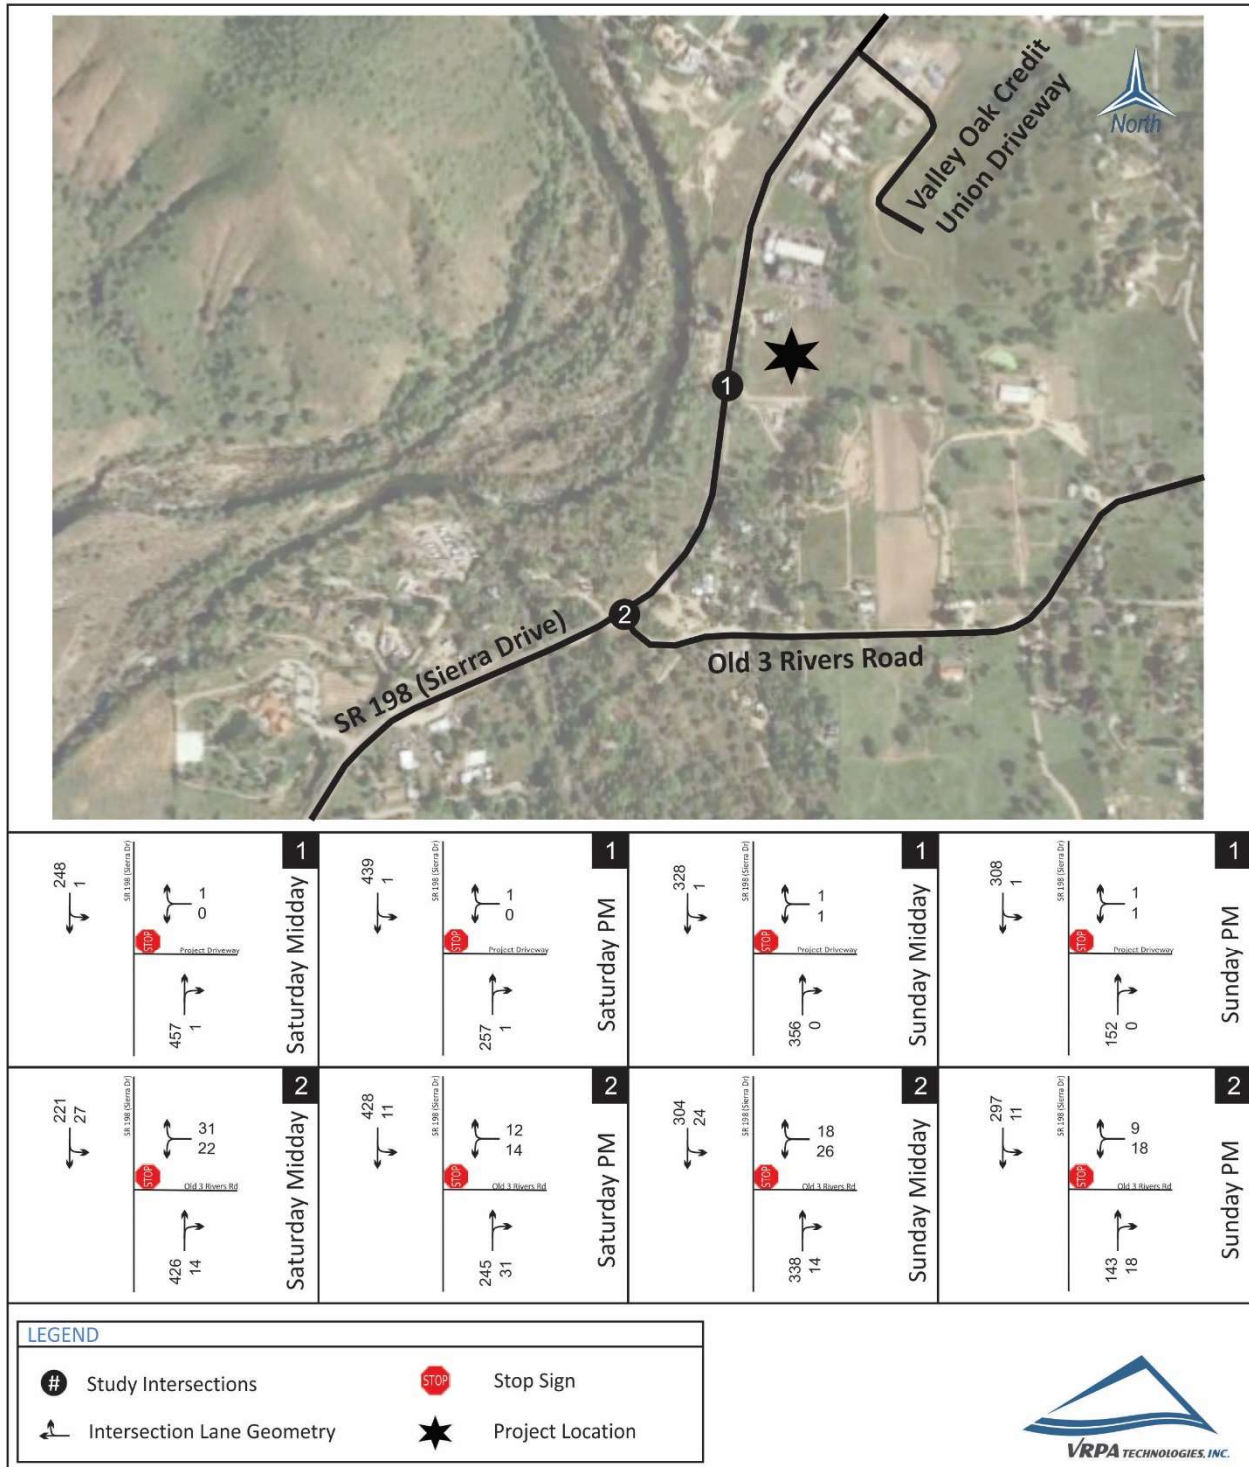 North
Valley Oak Credit
Union Driveway
1
2
SR 198 (Sierra Drive)
Old 3 Rivers Road
248
1
SR 198 (Sierra Dr)
1
0
STOP
Project Driveway
457
1
Saturday Midday
1
439
1
SR 198 (Sierra Dr)
1
0
STOP
Project Driveway
257
1
Saturday PM
1
328
1
SR 198 (Sierra Dr)
1
1
STOP
Project Driveway
356
0
Sunday Midday
1
308
1
SR 198 (Sierra Dr)
1
1
STOP
Project Driveway
152
0
Sunday PM
1
221
27
SR 198 (Sierra Dr)
31
22
STOP
Old 3 Rivers Rd
426
14
Saturday Midday
2
428
11
SR 198 (Sierra Dr)
12
14
STOP
Old 3 Rivers Rd
245
31
Saturday PM
2
304
24
SR 198 (Sierra Dr)
18
26
STOP
Old 3 Rivers Rd
338
14
Sunday Midday
2
297
11
SR 198 (Sierra Dr)
9
18
STOP
Old 3 Rivers Rd
143
18
Sunday PM
2
LEGEND
# Study Intersections
STOP Stop Sign
Intersection Lane Geometry
Project Location
VRPA TECHNOLOGIES, INC.